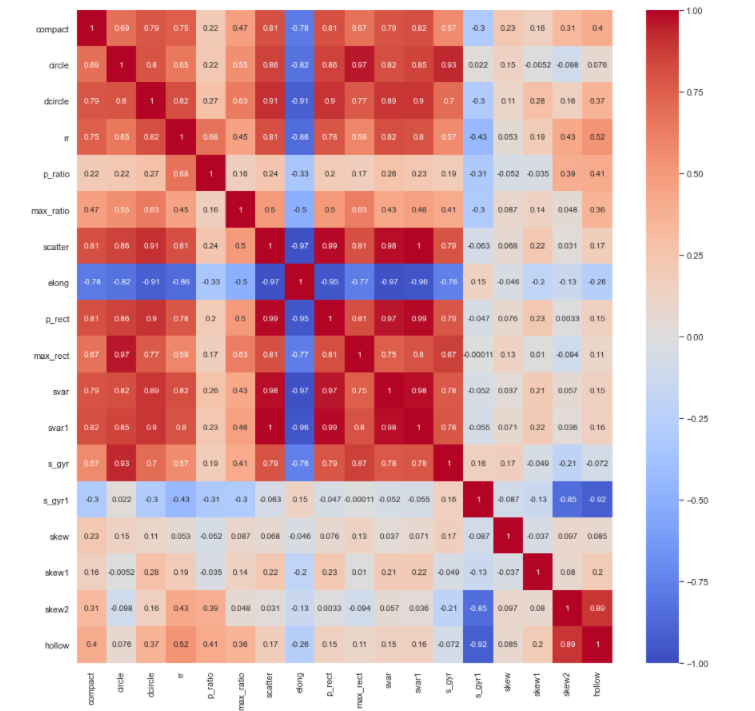 compact 1 0.69 0.79 0.75 0.22 0.47 0.81 -0.78 0.81 0.67 0.79 0.82 0.57 -0.3 0.23 0.16 0.31 0.4
circle 0.69 1 0.8 0.65 0.22 0.55 0.86 -0.82 0.86 0.97 0.82 0.85 0.93 0.022 0.15 -0.0052 -0.098 0.076
dcircle 0.79 0.8 1 0.82 0.27 0.63 0.91 -0.91 0.9 0.77 0.89 0.9 0.7 -0.3 0.11 0.28 0.16 0.37
rr 0.75 0.65 0.82 1 0.68 0.45 0.81 -0.86 0.78 0.59 0.82 0.8 0.57 -0.43 0.053 0.19 0.43 0.52
p_ratio 0.22 0.22 0.27 0.68 1 0.16 0.24 -0.33 0.2 0.17 0.26 0.23 0.19 -0.31 -0.052 -0.035 0.39 0.41
max_ratio 0.47 0.55 0.63 0.45 0.16 1 0.5 -0.5 0.5 0.63 0.43 0.46 0.41 -0.3 0.087 0.14 0.048 0.36
scatter 0.81 0.86 0.91 0.81 0.24 0.5 1 -0.97 0.99 0.81 0.98 1 0.79 -0.063 0.068 0.22 0.031 0.17
elong -0.78 -0.82 -0.91 -0.86 -0.33 -0.5 -0.97 1 -0.95 -0.77 -0.97 -0.96 -0.76 0.15 -0.046 -0.2 -0.13 -0.26
p_rect 0.81 0.86 0.9 0.78 0.2 0.5 0.99 -0.95 1 0.81 0.97 0.99 0.79 -0.047 0.076 0.23 0.0033 0.15
max_rect 0.67 0.97 0.77 0.59 0.17 0.63 0.81 -0.77 0.81 1 0.75 0.8 0.87 -0.00011 0.13 0.01 -0.094 0.11
svar 0.79 0.82 0.89 0.82 0.26 0.43 0.98 -0.97 0.97 0.75 1 0.98 0.78 -0.052 0.037 0.21 0.057 0.15
svar1 0.82 0.85 0.9 0.8 0.23 0.46 1 -0.96 0.99 0.8 0.98 1 0.78 -0.055 0.071 0.22 0.036 0.16
s_gyr 0.57 0.93 0.7 0.57 0.19 0.41 0.79 -0.76 0.79 0.87 0.78 0.78 1 0.16 0.17 -0.049 -0.21 -0.072
s_gyr1 -0.3 0.022 -0.3 -0.43 -0.31 -0.3 -0.063 0.15 -0.047 -0.00011 -0.052 -0.055 0.16 1 -0.087 -0.13 -0.85 -0.92
skew 0.23 0.15 0.11 0.053 -0.052 0.087 0.068 -0.046 0.076 0.13 0.037 0.071 0.17 -0.087 1 -0.037 0.097 0.085
skew1 0.16 -0.0052 0.28 0.19 -0.035 0.14 0.22 -0.2 0.23 0.01 0.21 0.22 -0.049 -0.13 -0.037 1 0.08 0.2
skew2 0.31 -0.098 0.16 0.43 0.39 0.048 0.031 -0.13 0.0033 -0.094 0.057 0.036 -0.21 -0.85 0.097 0.08 1 0.89
hollow 0.4 0.076 0.37 0.52 0.41 0.36 0.17 -0.26 0.15 0.11 0.15 0.16 -0.072 -0.92 0.085 0.2 0.89 1
compact circle dcircle rr p_ratio max_ratio scatter elong p_rect max_rect svar svar1 s_gyr s_gyr1 skew skew1 skew2 hollow
1.00
0.75
0.50
0.25
0.00
−0.25
−0.50
−0.75
−1.00